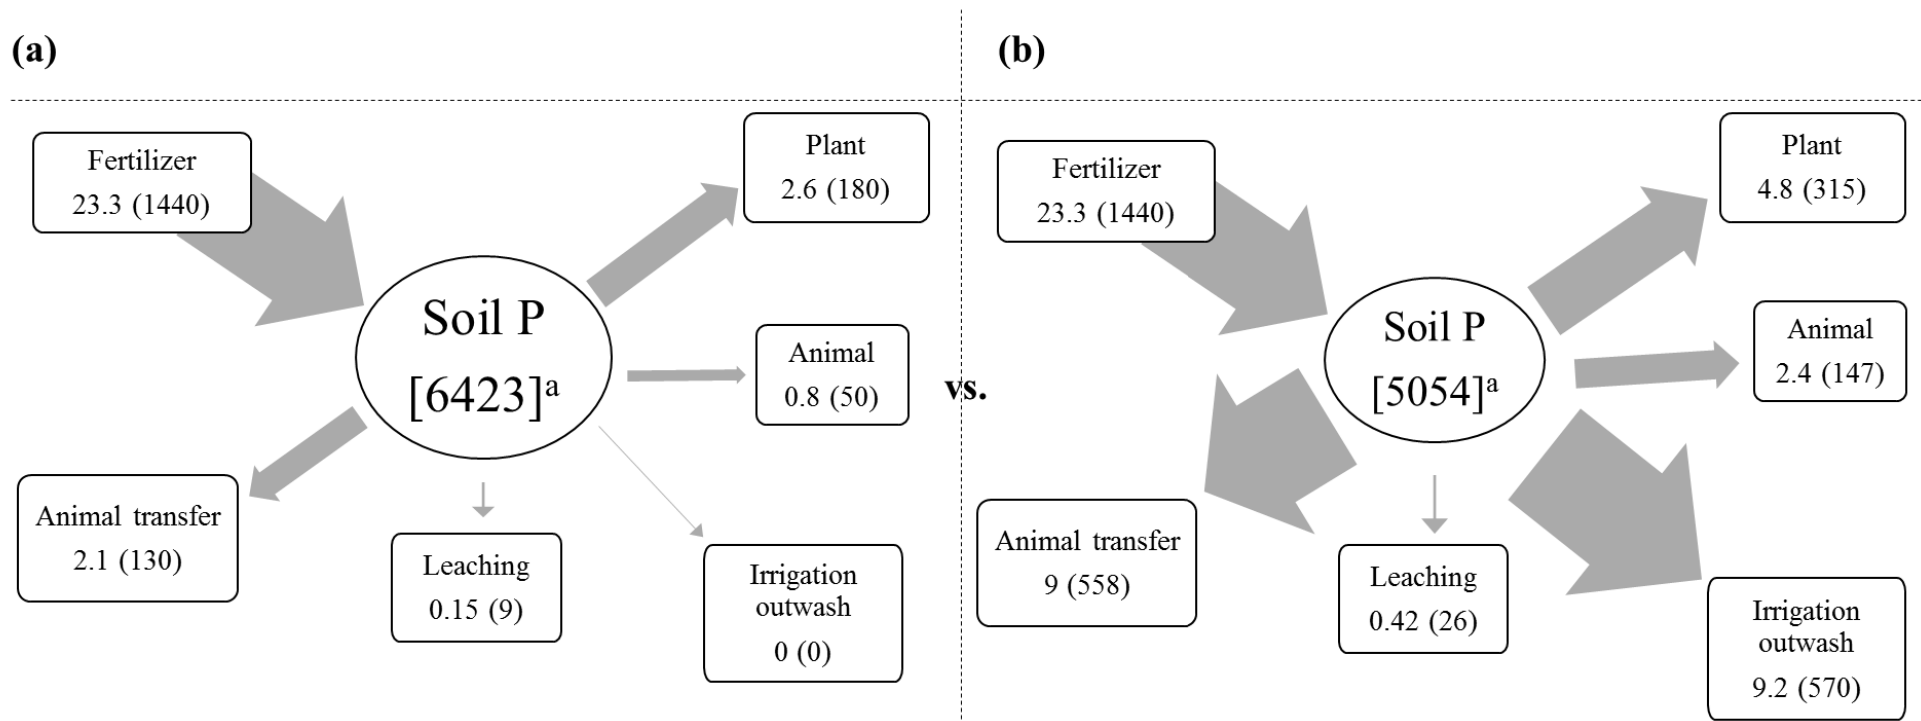 (a)
Fertilizer
23.3 (1440)
Plant
2.6 (180)
Soil P
[6423]ᵃ
Animal
0.8 (50)
Animal transfer
2.1 (130)
Leaching
0.15 (9)
Irrigation
outwash
0 (0)
vs.
(b)
Fertilizer
23.3 (1440)
Plant
4.8 (315)
Soil P
[5054]ᵃ
Animal
2.4 (147)
Animal transfer
9 (558)
Leaching
0.42 (26)
Irrigation
outwash
9.2 (570)